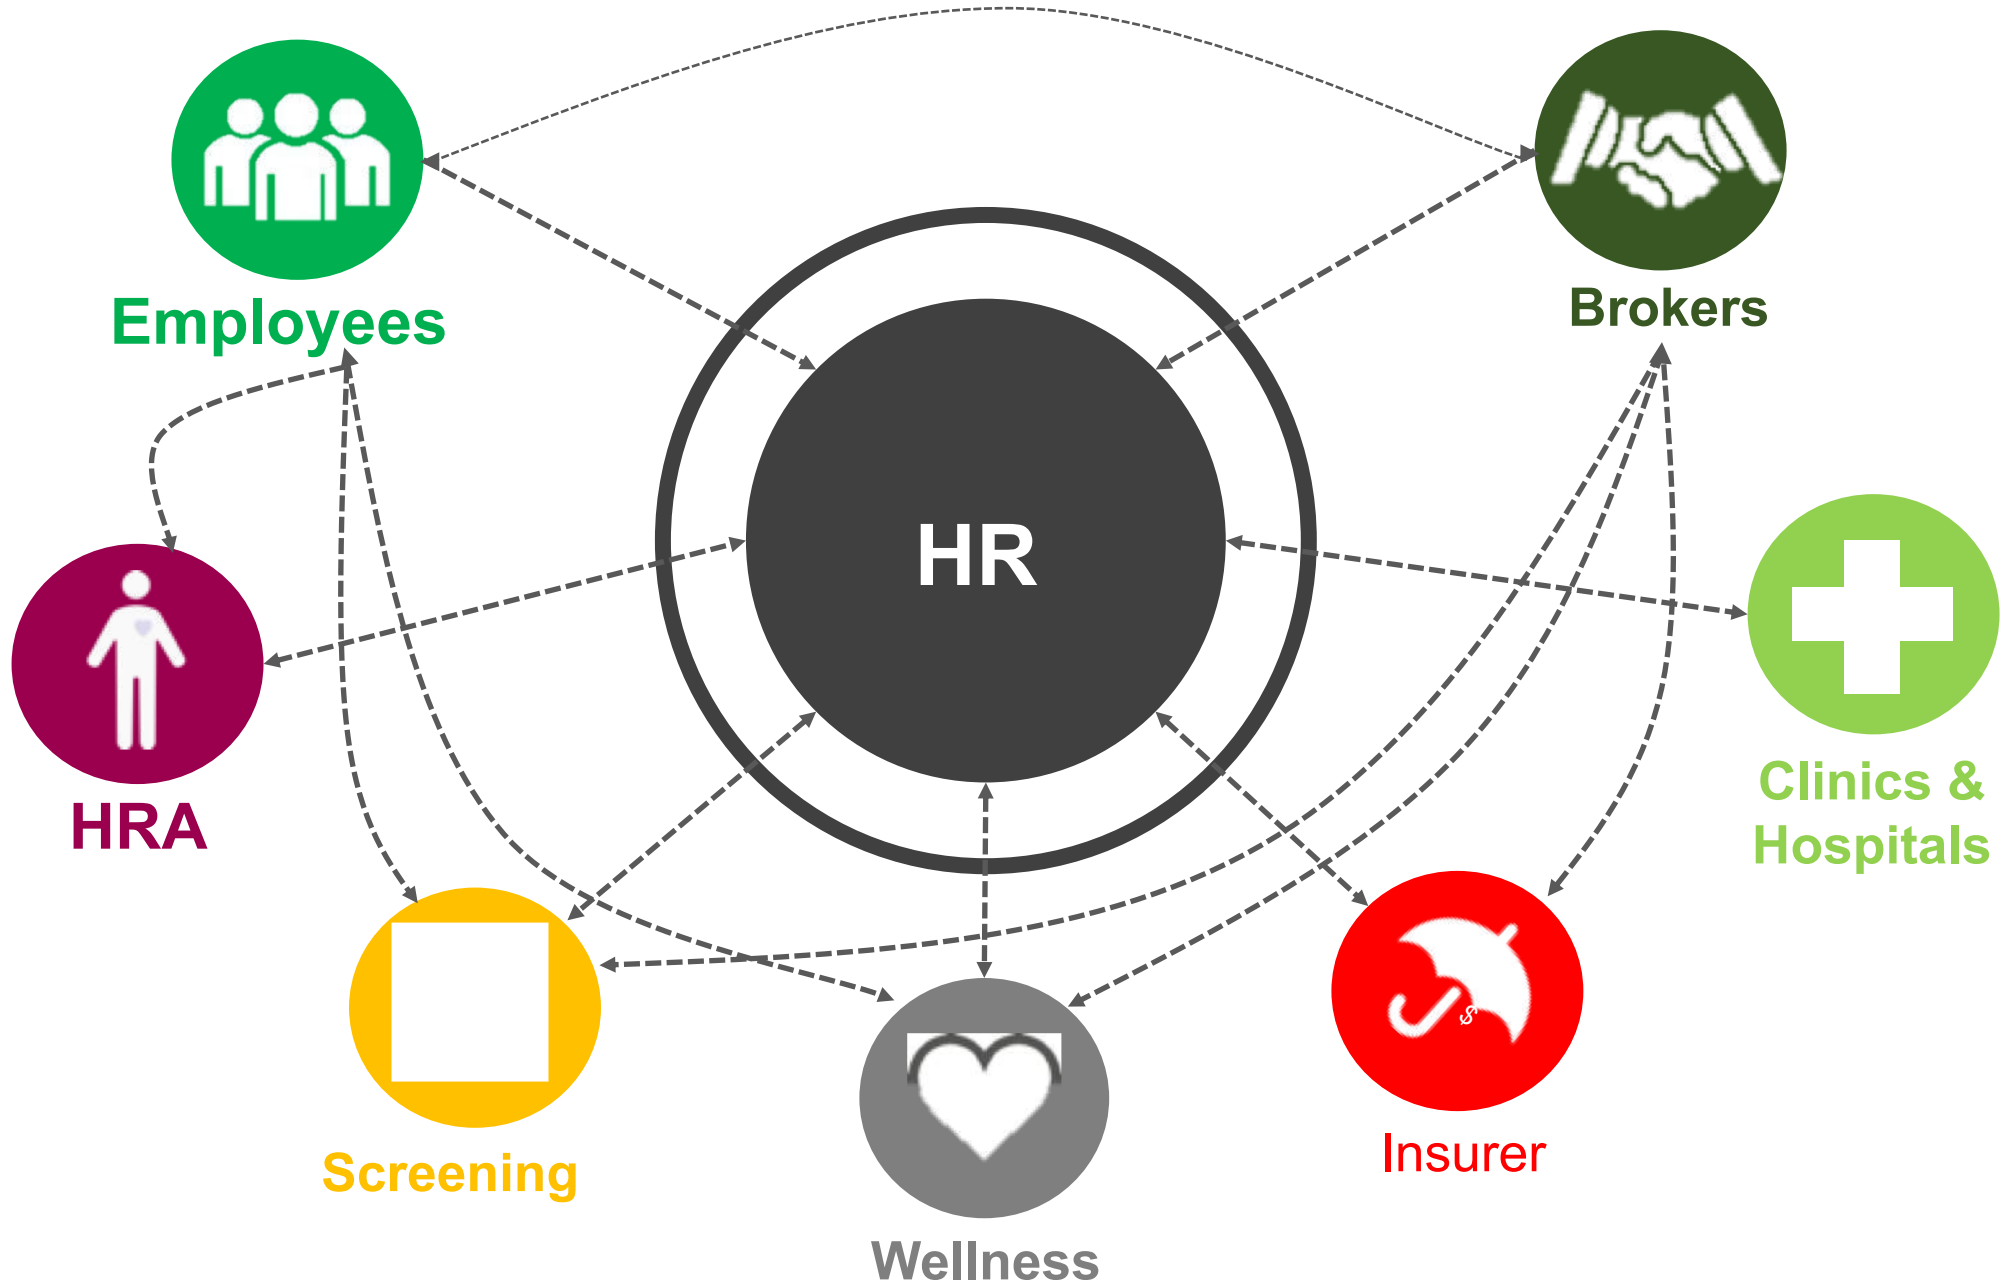 Employees
Brokers
HR
HRA
Clinics &
Hospitals
$
Screening
Insurer
Wellness